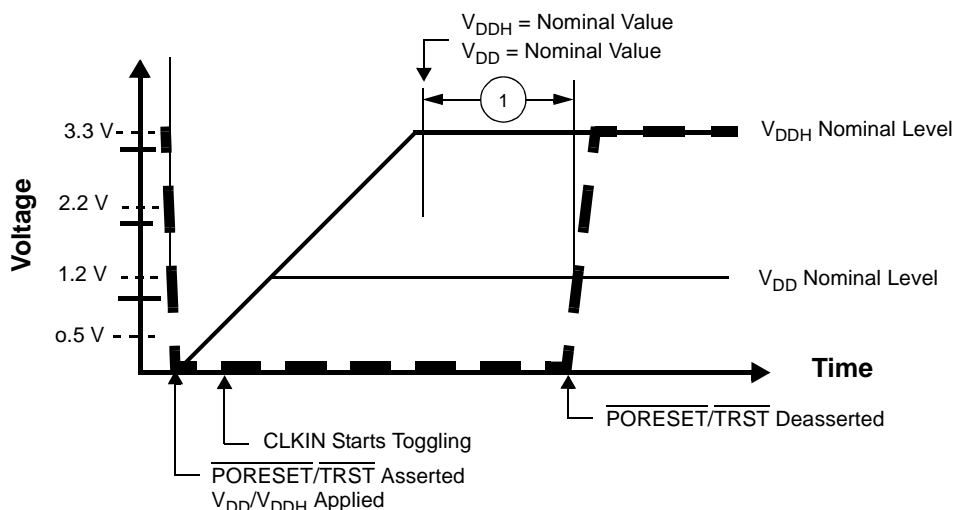 V_DDH = Nominal Value
V_DD = Nominal Value
1
3.3 V
V_DDH Nominal Level
2.2 V
Voltage
1.2 V
V_DD Nominal Level
o.5 V
Time
PORESET/TRST Deasserted
CLKIN Starts Toggling
PORESET/TRST Asserted
V_DD/V_DDH Applied